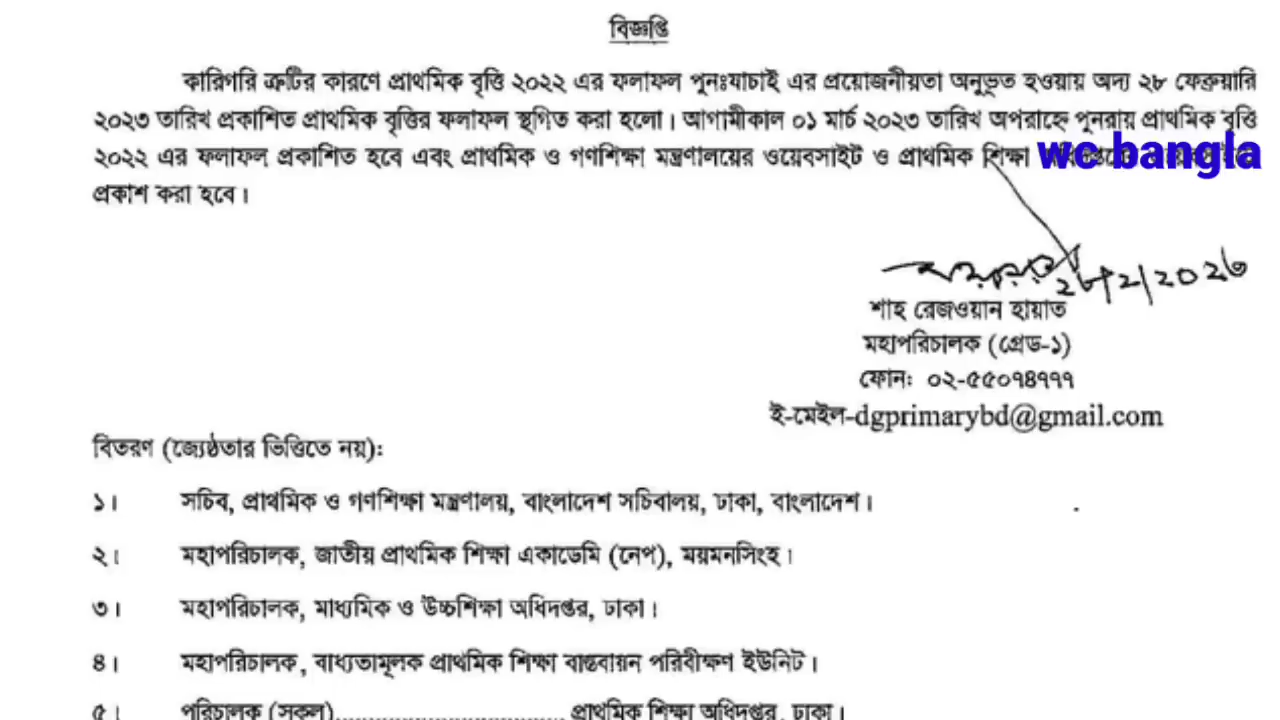 বিজ্ঞপ্তি
কারিগরি ত্রুটির কারণে প্রাথমিক বৃত্তি ২০২২ এর ফলাফল পুনঃযাচাই এর প্রয়োজনীয়তা অনুভূত হওয়ায় অদ্য ২৮ ফেব্রুয়ারি
২০২৩ তারিখ প্রকাশিত প্রাথমিক বৃত্তির ফলাফল স্থগিত করা হলো। আগামীকাল ০১ মার্চ ২০২৩ তারিখ অপরাহ্নে পুনরায় প্রাথমিক বৃত্তি
২০২২ এর ফলাফল প্রকাশিত হবে এবং প্রাথমিক ও গণশিক্ষা মন্ত্রণালয়ের ওয়েবসাইট ও প্রাথমিক শিক্ষা
wc bangla
প্রকাশ করা হবে।
২৮/২/২০২৩
শাহ রেজওয়ান হায়াত
মহাপরিচালক (গ্রেড-১)
ফোনঃ ০২-৫৫০৭৪৭৭৭
ই-মেইল-dgprimarybd@gmail.com
বিতরণ (জ্যেষ্ঠতার ভিত্তিতে নয়):
১। সচিব, প্রাথমিক ও গণশিক্ষা মন্ত্রণালয়, বাংলাদেশ সচিবালয়, ঢাকা, বাংলাদেশ।
২। মহাপরিচালক, জাতীয় প্রাথমিক শিক্ষা একাডেমি (নেপ), ময়মনসিংহ।
৩। মহাপরিচালক, মাধ্যমিক ও উচ্চশিক্ষা অধিদপ্তর, ঢাকা।
৪। মহাপরিচালক, বাধ্যতামূলক প্রাথমিক শিক্ষা বাস্তবায়ন পরিবীক্ষণ ইউনিট।
৫। পরিচালক (সকল)................................ প্রাথমিক শিক্ষা অধিদপ্তর, ঢাকা।